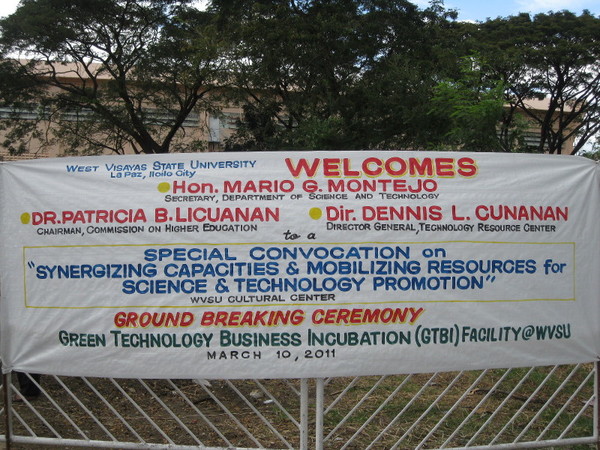 WEST VISAYAS STATE UNIVERSITY WELCOMES
LA PAZ, ILOILO CITY
HON. MARIO G. MONTEJO
SECRETARY, DEPARTMENT OF SCIENCE AND TECHNOLOGY
DR. PATRICIA B. LICUANAN DIR. DENNIS L. CUNANAN
CHAIRMAN, COMMISSION ON HIGHER EDUCATION DIRECTOR GENERAL, TECHNOLOGY RESOURCE CENTER
to a
SPECIAL CONVOCATION on
"SYNERGIZING CAPACITIES & MOBILIZING RESOURCES for
SCIENCE & TECHNOLOGY PROMOTION"
WVSU CULTURAL CENTER
GROUND BREAKING CEREMONY
GREEN TECHNOLOGY BUSINESS INCUBATION (GTBI) FACILITY @ WVSU
MARCH 10, 2011